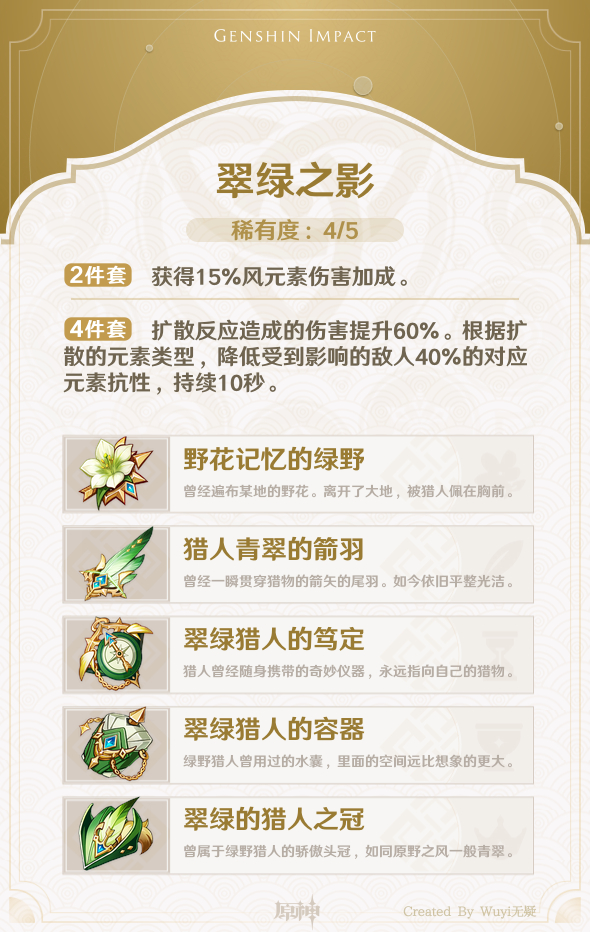 GENSHIN IMPACT
翠绿之影
稀有度：4/5
2件套 获得15%风元素伤害加成。
4件套 扩散反应造成的伤害提升60%。根据扩
散的元素类型，降低受到影响的敌人40%的对应
元素抗性，持续10秒。
野花记忆的绿野
曾经遍布某地的野花。离开了大地，被猎人佩在胸前。
猎人青翠的箭羽
曾经一瞬贯穿猎物的箭矢的尾羽。如今依旧平整光洁。
翠绿猎人的笃定
猎人曾经随身携带的奇妙仪器，永远指向自己的猎物。
翠绿猎人的容器
绿野猎人曾用过的水囊，里面的空间远比想象的更大。
翠绿的猎人之冠
曾属于绿野猎人的骄傲头冠，如同原野之风一般青翠。
原神
Created By Wuyi无疑